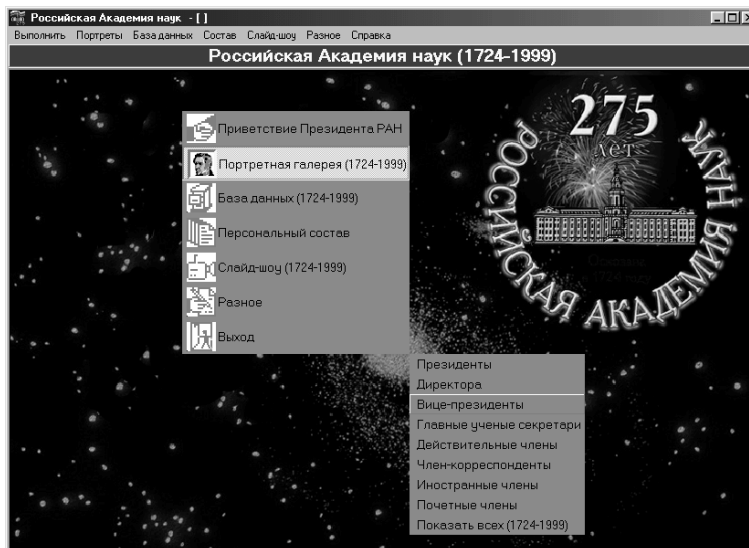 Российская Академия наук - [ ]
Выполнить Портреты База данных Состав Слайд-шоу Разное Справка
Российская Академия наук (1724-1999)
275
лет
РОССИЙСКАЯ АКАДЕМИЯ НАУК
Основана
в 1724 году
Приветствие Президента РАН
Портретная галерея (1724-1999)
База данных (1724-1999)
Персональный состав
Слайд-шоу (1724-1999)
Разное
Выход
Президенты
Директора
Вице-президенты
Главные ученые секретари
Действительные члены
Член-корреспонденты
Иностранные члены
Почетные члены
Показать всех (1724-1999)